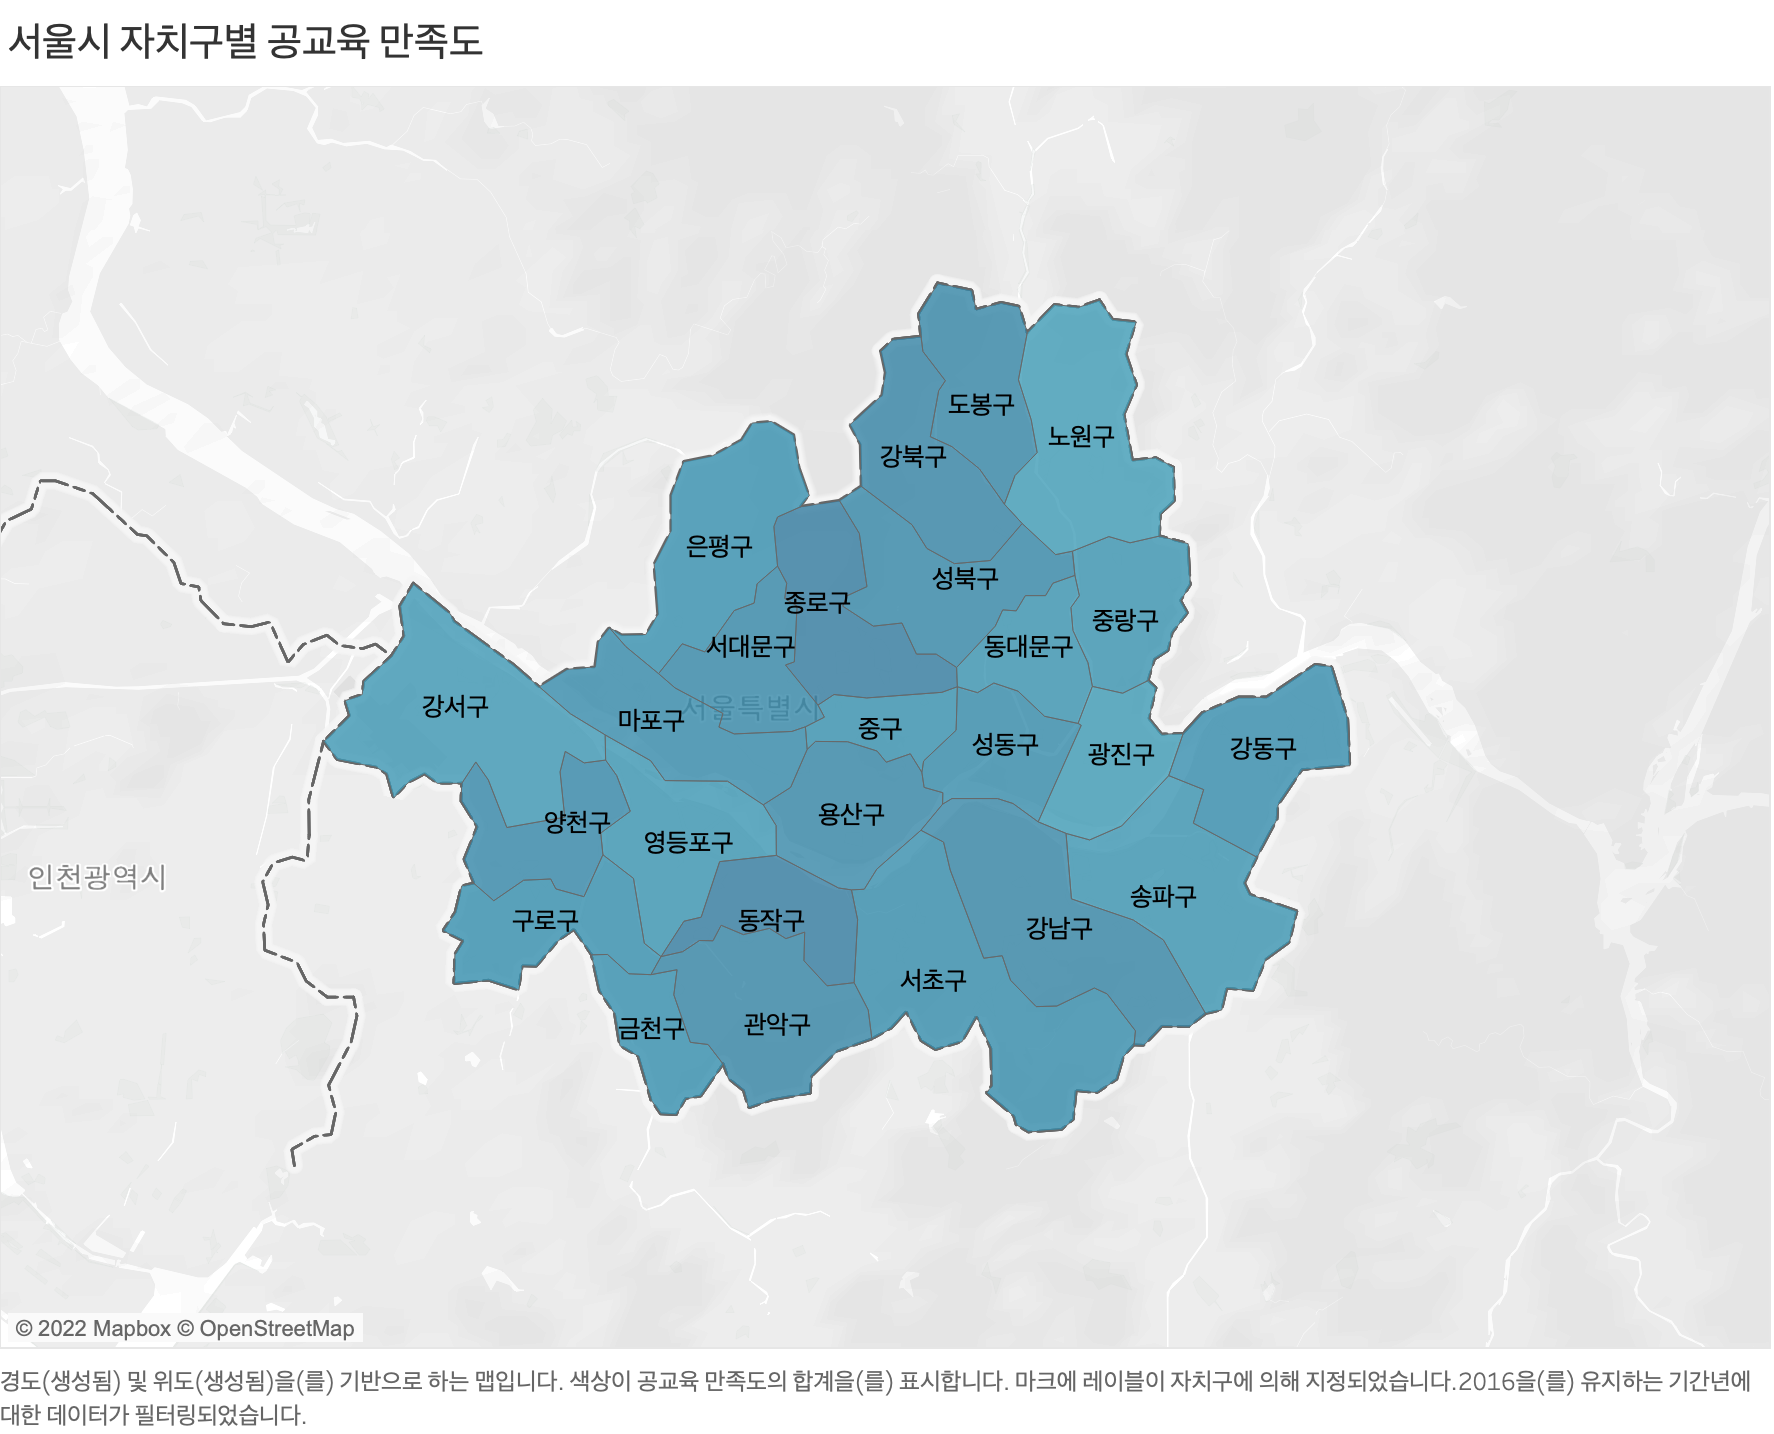 서울시 자치구별 공교육 만족도
도봉구
노원구
강북구
은평구
성북구
종로구
중랑구
서대문구
동대문구
강서구
서울특별시
마포구
중구
성동구
강동구
광진구
용산구
양천구
영등포구
인천광역시
송파구
구로구
동작구
강남구
서초구
관악구
금천구
© 2022 Mapbox © OpenStreetMap
경도(생성됨) 및 위도(생성됨)을(를) 기반으로 하는 맵입니다. 색상이 공교육 만족도의 합계을(를) 표시합니다. 마크에 레이블이 자치구에 의해 지정되었습니다.2016을(를) 유지하는 기간년에
대한 데이터가 필터링되었습니다.